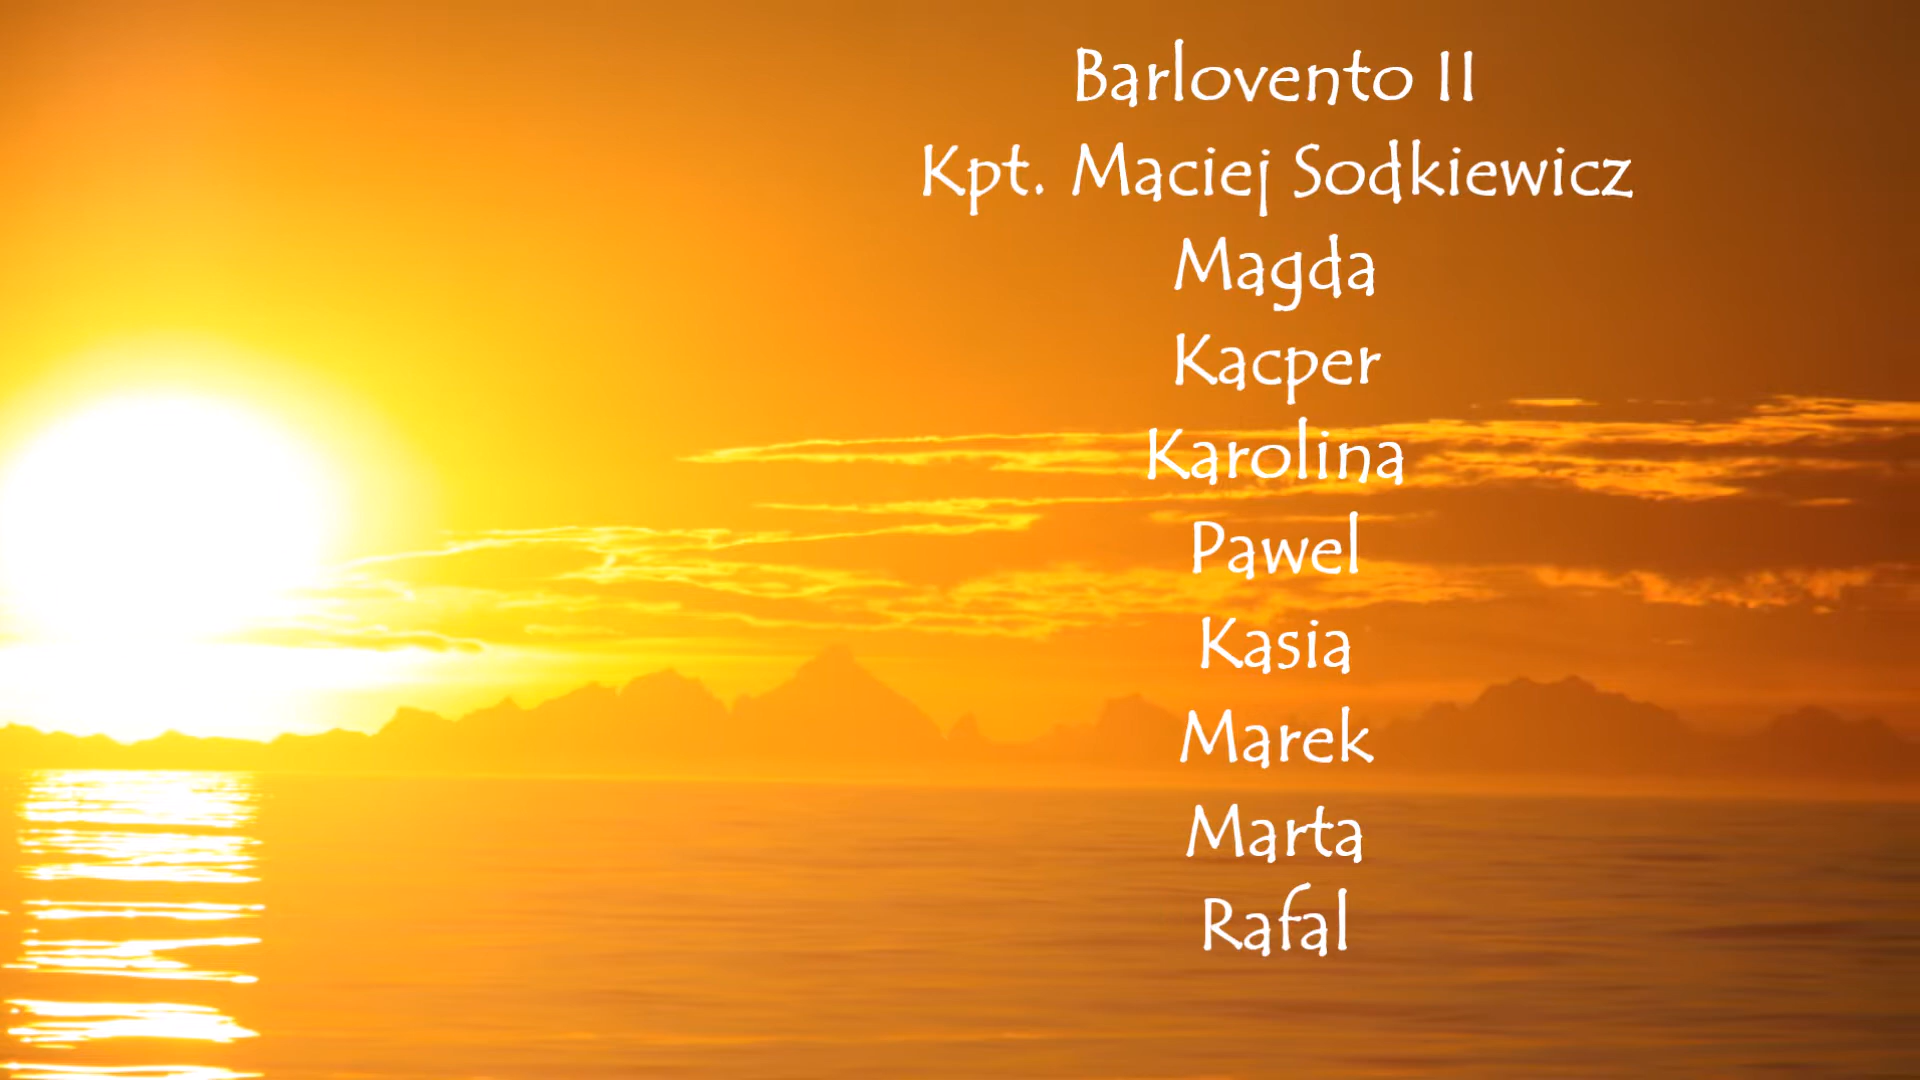 Barlovento II
Kpt. Maciej Sodkiewicz
Magda
Kacper
Karolina
Pawel
Kasia
Marek
Marta
Rafal